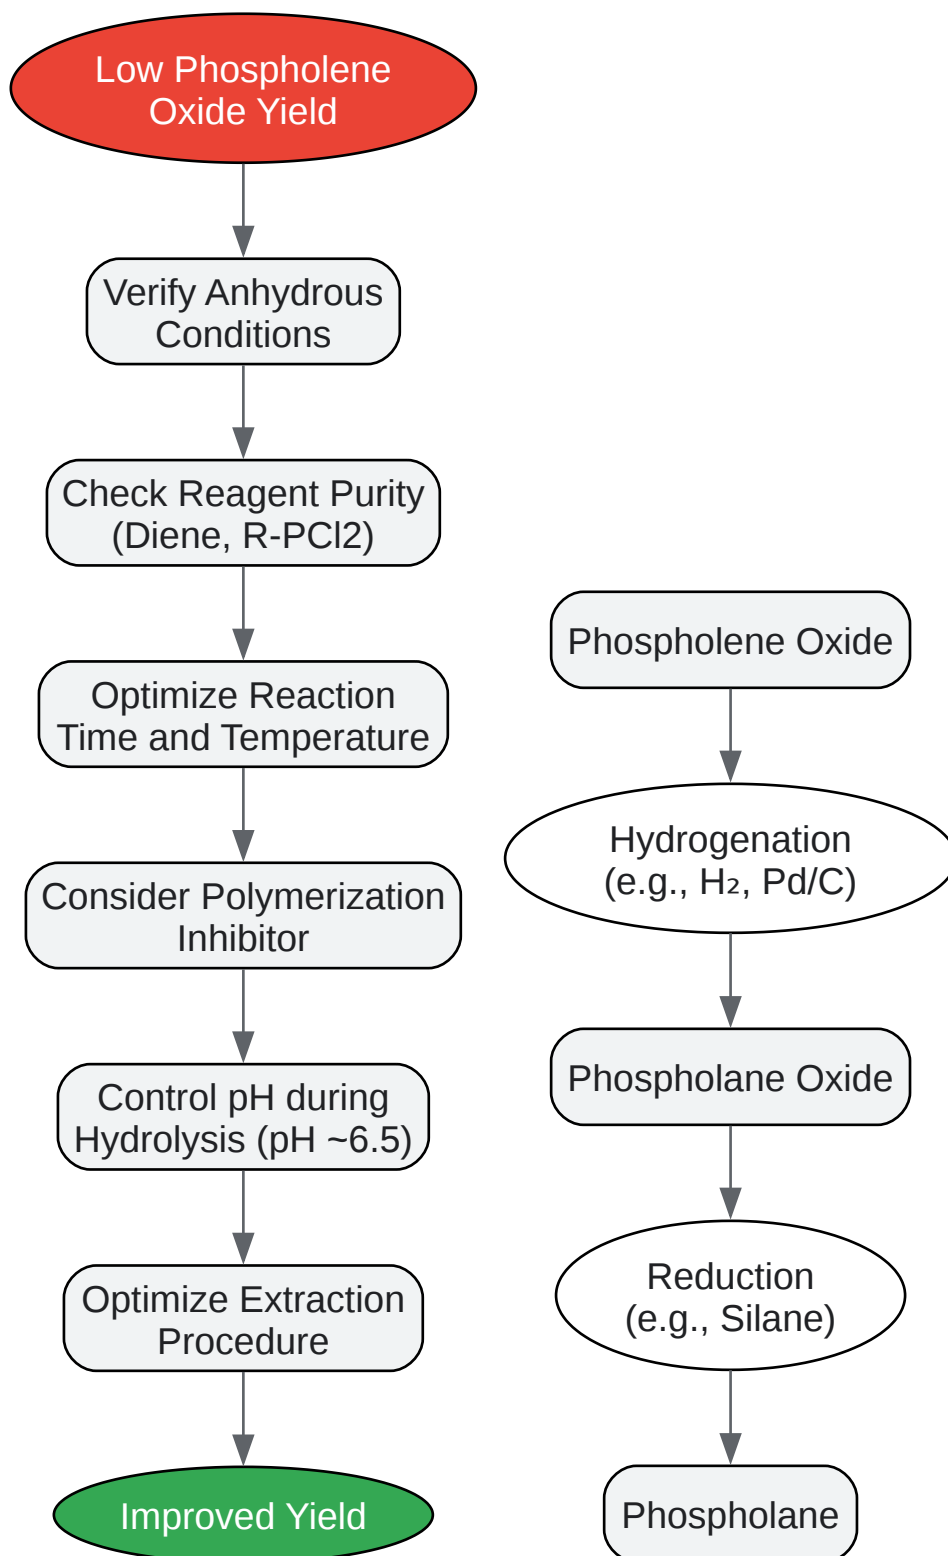 Low Phospholene
Oxide Yield
Verify Anhydrous
Conditions
Check Reagent Purity
(Diene, R-PCl2)
Optimize Reaction
Time and Temperature
Consider Polymerization
Inhibitor
Control pH during
Hydrolysis (pH ~6.5)
Optimize Extraction
Procedure
Improved Yield
Phospholene Oxide
Hydrogenation
(e.g., H₂, Pd/C)
Phospholane Oxide
Reduction
(e.g., Silane)
Phospholane